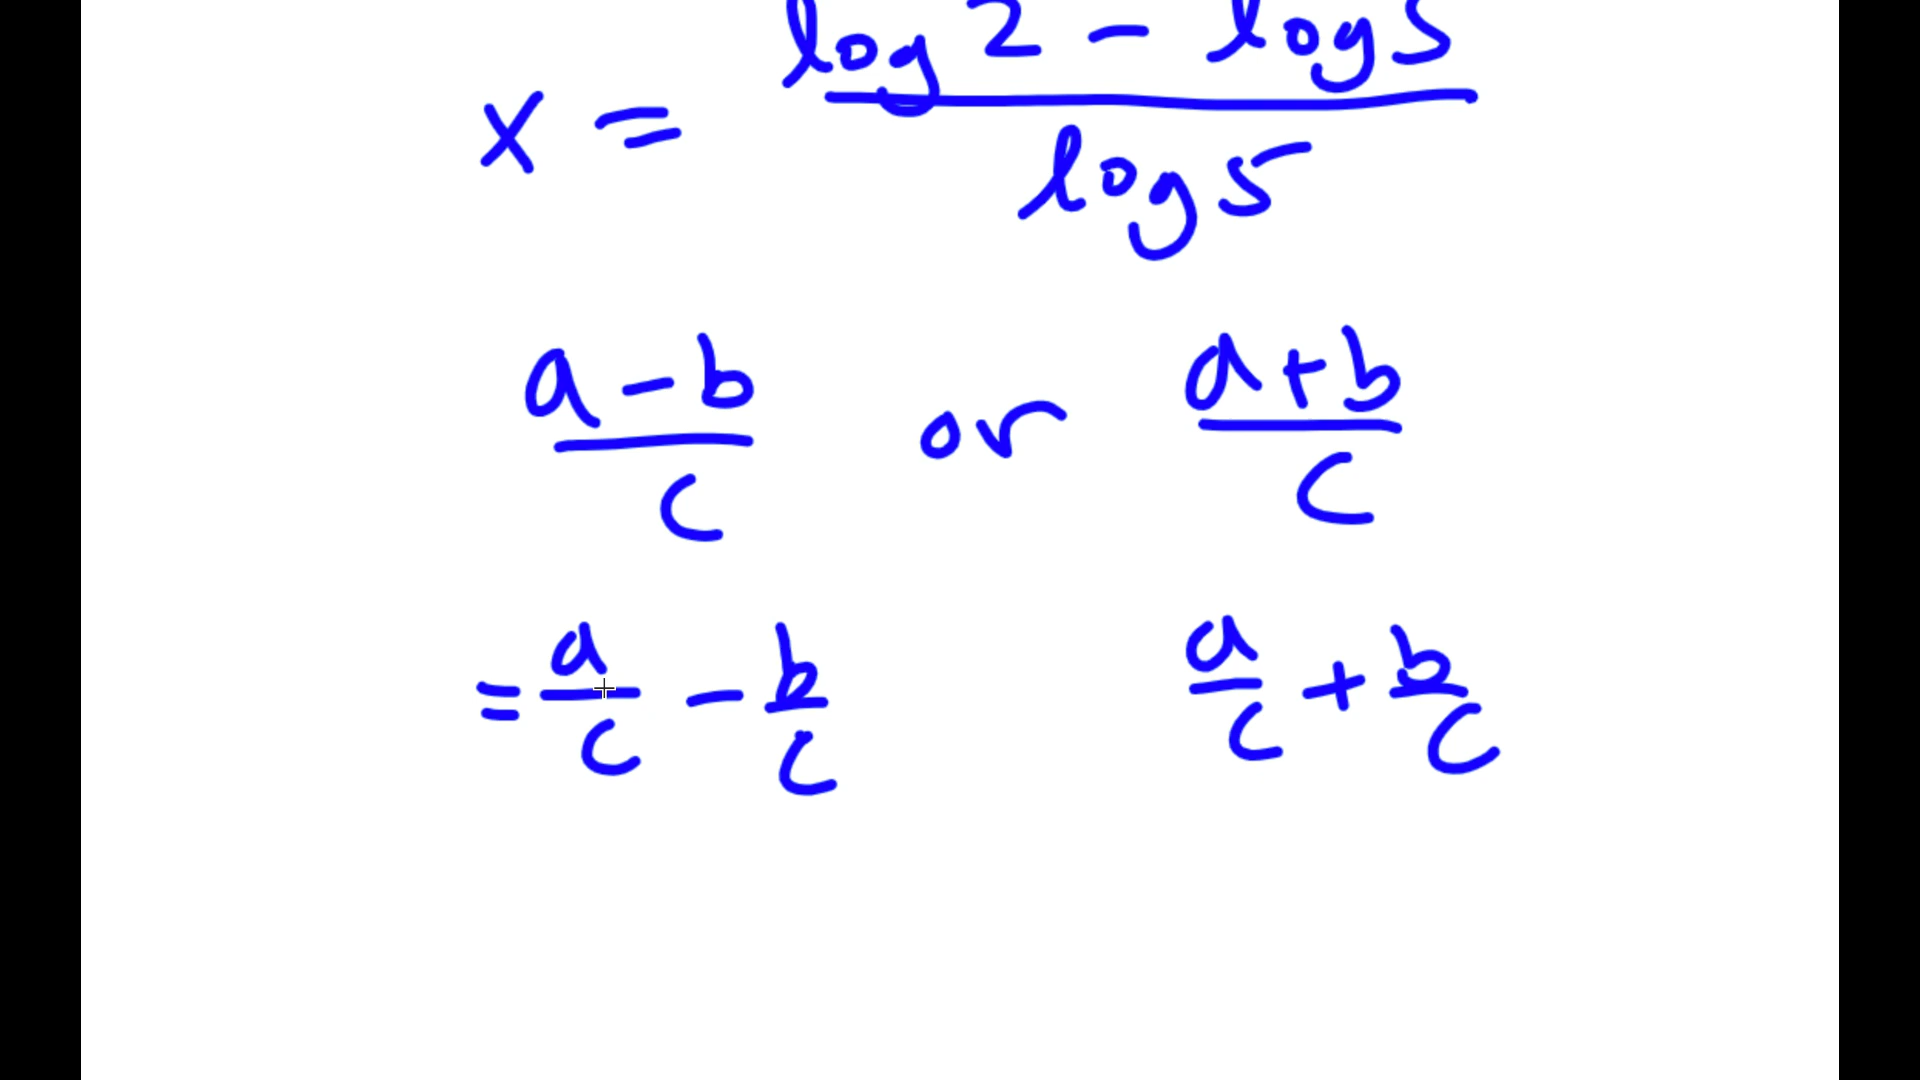 x = (log 2 - log 5) / log 5
(a - b) / c or (a + b) / c
= a/c - b/c a/c + b/c